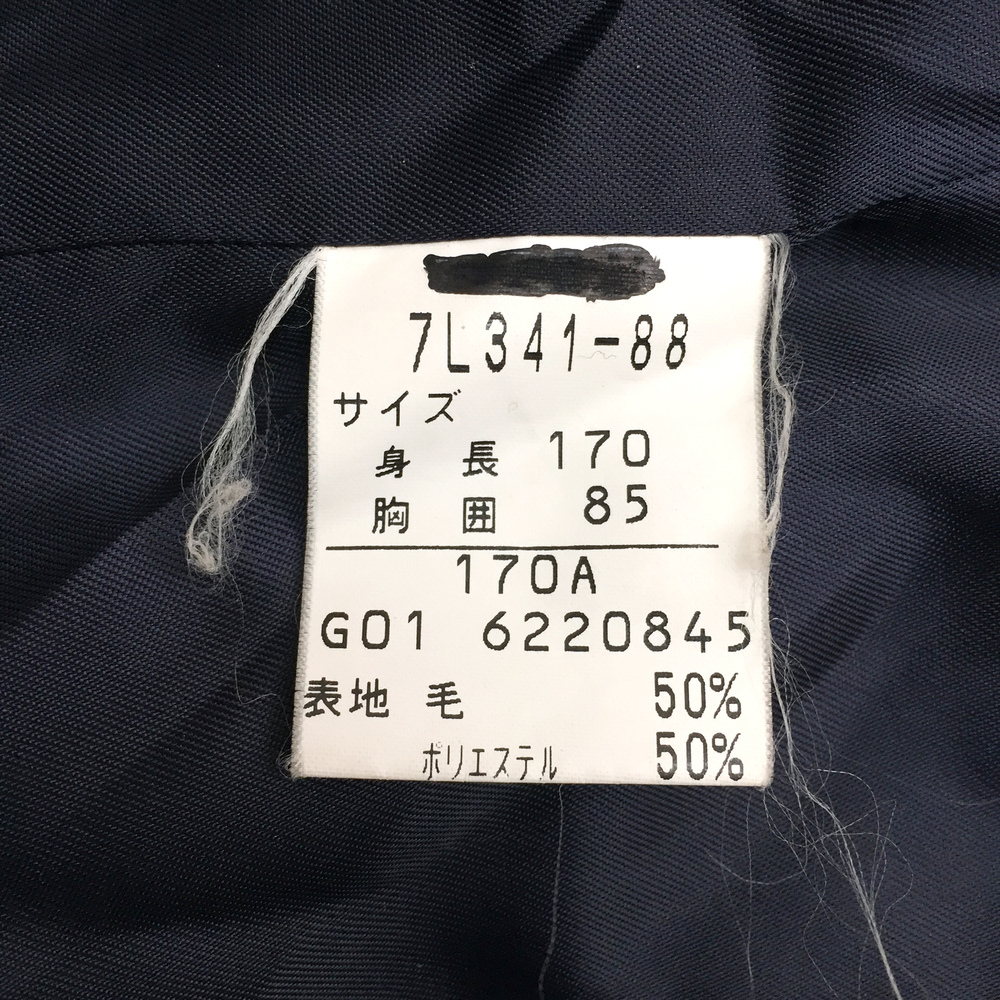 7L341-88
サイズ
身 長 170
胸 囲 85
170A
G01 6220845
表地 毛 50%
ポリエステル 50%